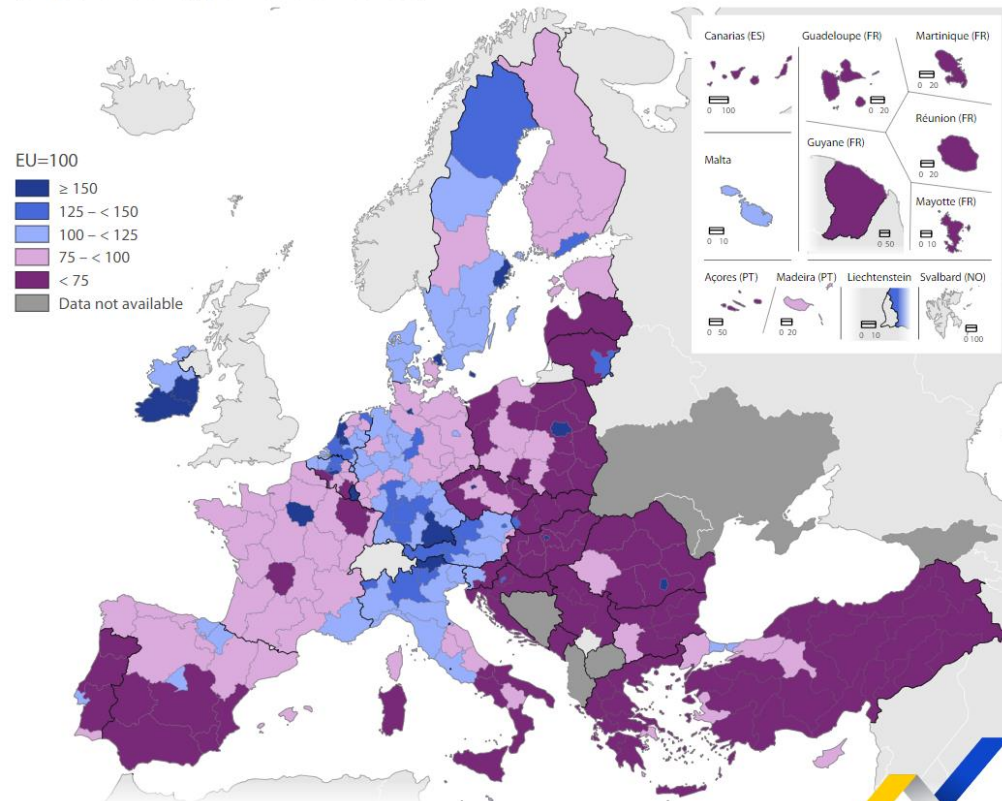 EU=100
≥ 150
125 – < 150
100 – < 125
75 – < 100
< 75
Data not available
Canarias (ES)
0 100
Guadeloupe (FR)
0 20
Martinique (FR)
0 20
Malta
0 10
Guyane (FR)
0 50
Réunion (FR)
0 20
Mayotte (FR)
0 10
Açores (PT)
0 50
Madeira (PT)
0 20
Liechtenstein
0 10
Svalbard (NO)
0 100